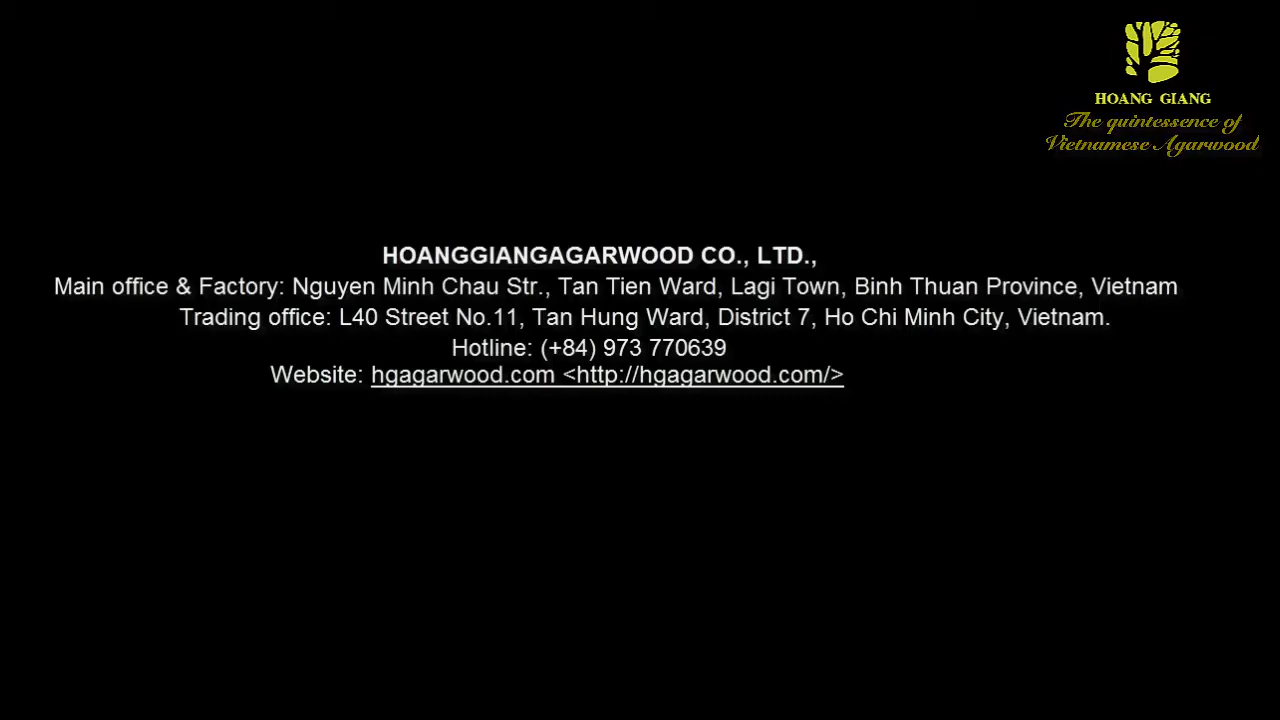 HOANG GIANG
The quintessence of
Vietnamese Agarwood
HOANGGIANGAGARWOOD CO., LTD.,
Main office & Factory: Nguyen Minh Chau Str., Tan Tien Ward, Lagi Town, Binh Thuan Province, Vietnam
Trading office: L40 Street No.11, Tan Hung Ward, District 7, Ho Chi Minh City, Vietnam.
Hotline: (+84) 973 770639
Website: hgagarwood.com <http://hgagarwood.com/>